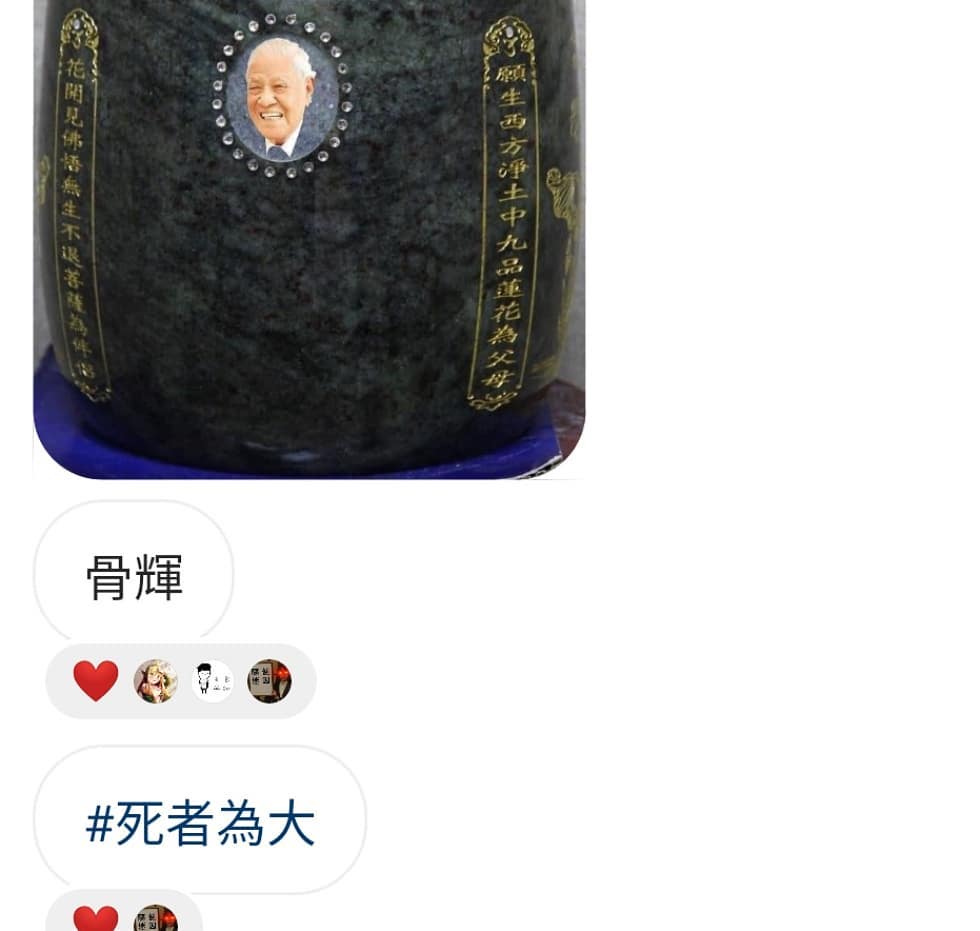 花開見佛悟無生不退菩薩為伴侶
願生西方淨土中九品蓮花為父母
骨輝
#死者為大